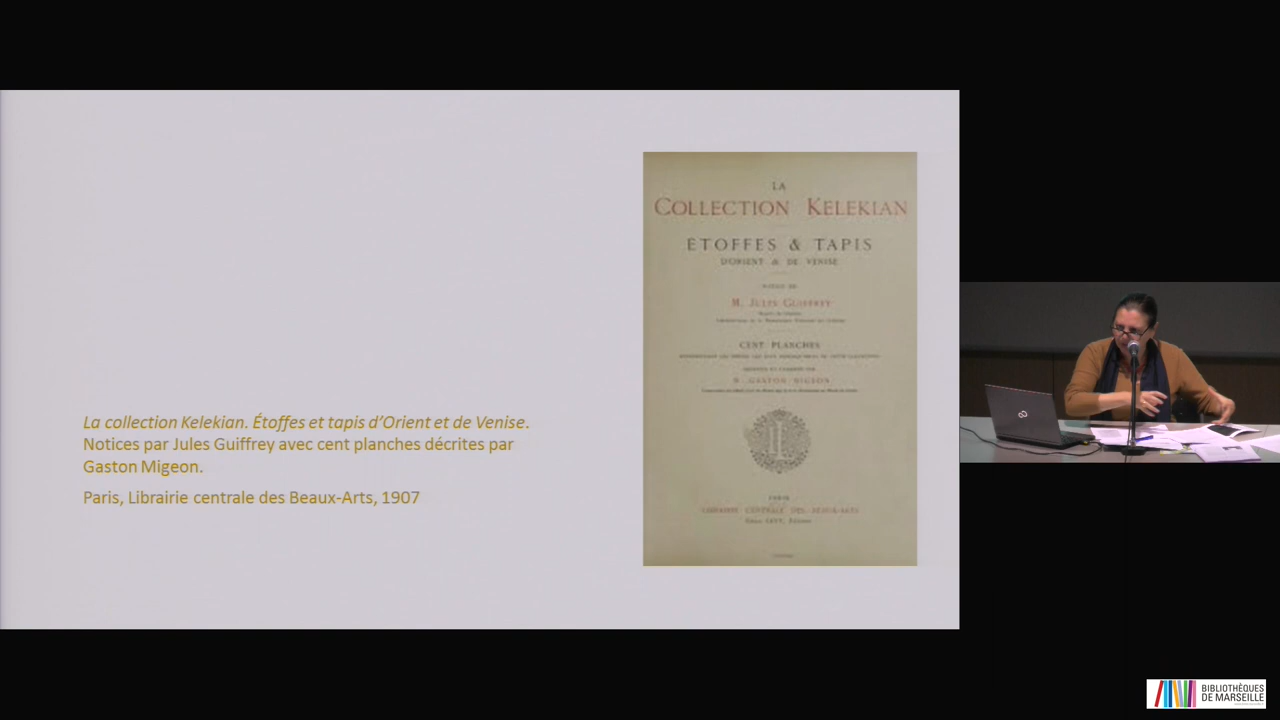 La collection Kelekian. Étoffes et tapis d'Orient et de Venise.
Notices par Jules Guiffrey avec cent planches décrites par
Gaston Migeon.
Paris, Librairie centrale des Beaux-Arts, 1907
LA
COLLECTION KELEKIAN
ÉTOFFES & TAPIS
D'ORIENT & DE VENISE
M. JULES GUIFFREY
CENT PLANCHES
M. GASTON MIGEON
PARIS
LIBRAIRIE CENTRALE DES BEAUX-ARTS
BIBLIOTHÈQUES
DE MARSEILLE